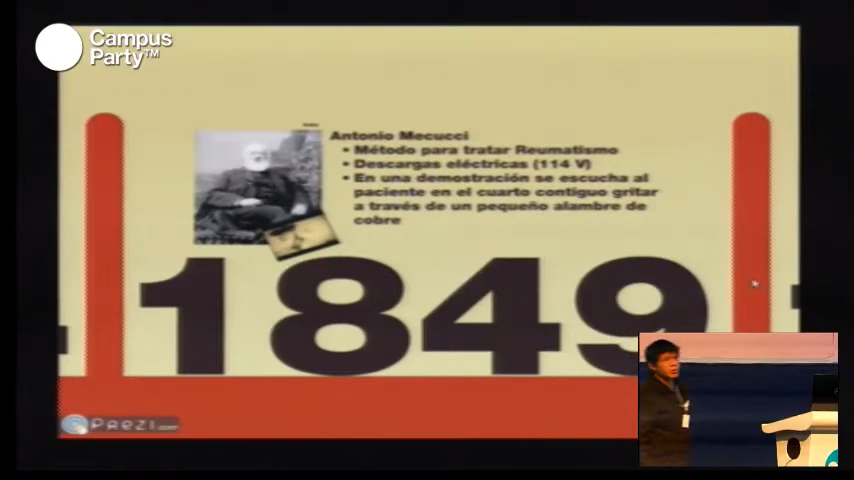 Campus
Party™
Antonio Mecucci
• Método para tratar Reumatismo
• Descargas eléctricas (114 V)
• En una demostración se escucha al
paciente en el cuarto contiguo gritar
a través de un pequeño alambre de
cobre
1849
PREZI.com